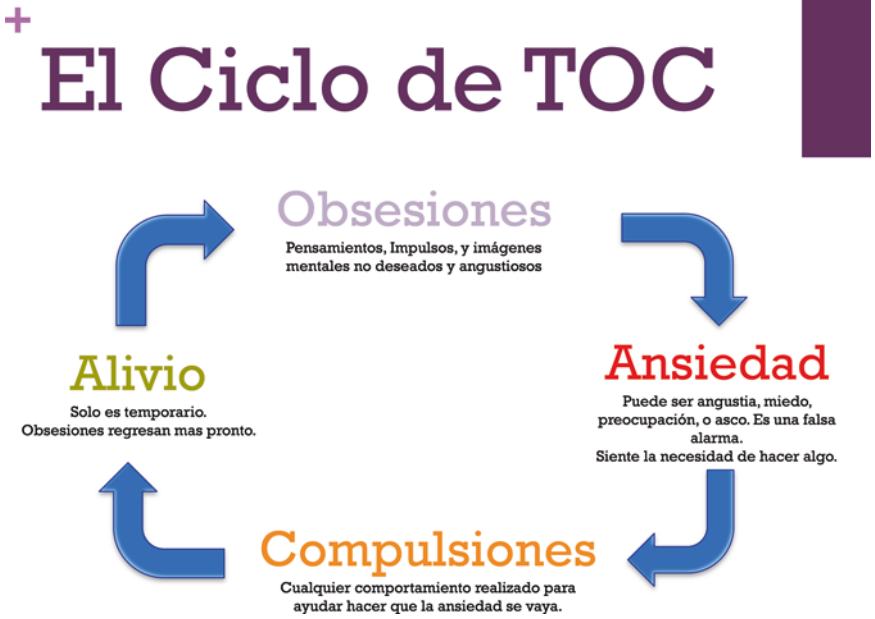 +
El Ciclo de TOC
Obsesiones
Pensamientos, Impulsos, y imágenes
mentales no deseados y angustiosos
Ansiedad
Puede ser angustia, miedo,
preocupación, o asco. Es una falsa
alarma.
Siente la necesidad de hacer algo.
Compulsiones
Cualquier comportamiento realizado para
ayudar hacer que la ansiedad se vaya.
Alivio
Solo es temporario.
Obsesiones regresan mas pronto.